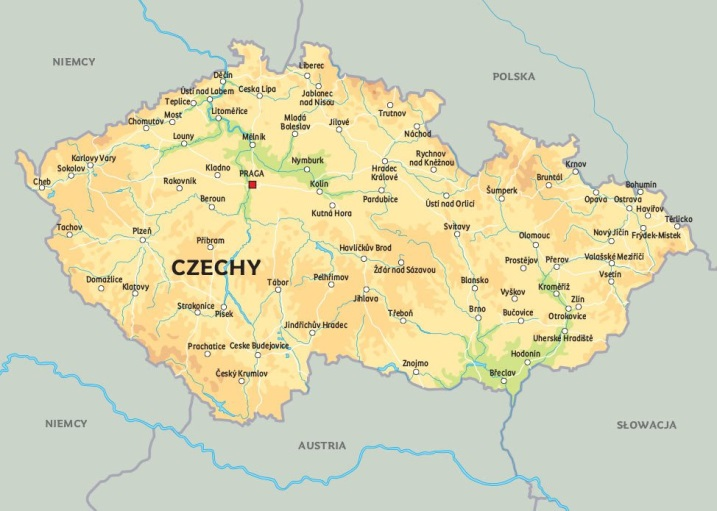 NIEMCY
POLSKA
Děčín
Liberec
Ústí nad Labem
Ceska Lipa
Teplice
Jablonec
nad Nisou
Most
Litoměřice
Trutnov
Chomutov
Mladá
Boleslav
Jilové
Louny
Mělnik
Náchod
Karlovy Váry
Sokolov
Nymburk
Rychnov
nad Kněžnou
Kladno
PRAGA
Hradec
Králové
Krnov
Cheb
Rakovnik
Kolín
Bruntál
Bohumín
Beroun
Pardubice
Ústí nad Orlicí
Šumperk
Opava
Ostrava
Havířov
Kutná Hora
Těrlicko
Tachov
Plzeň
Svitavy
Olomouc
Nový Jičín
Frýdek-Mistek
Příbram
Havlíčkův Brod
Prostějov
Přerov
Valašské Meziříčí
CZECHY
Žďár nad Sázavou
Vsetín
Domažlice
Klatovy
Tábor
Pelhřimov
Blansko
Kroměříž
Jihlava
Vyškov
Zlín
Strakonice
Písek
Třeboň
Brno
Bučovice
Otrokovice
Jindřichův Hradec
Uherské Hradiště
Prachatice
Ceske Budejovice
Hodonín
Český Krumlov
Znojmo
Břeclav
NIEMCY
AUSTRIA
SŁOWACJA